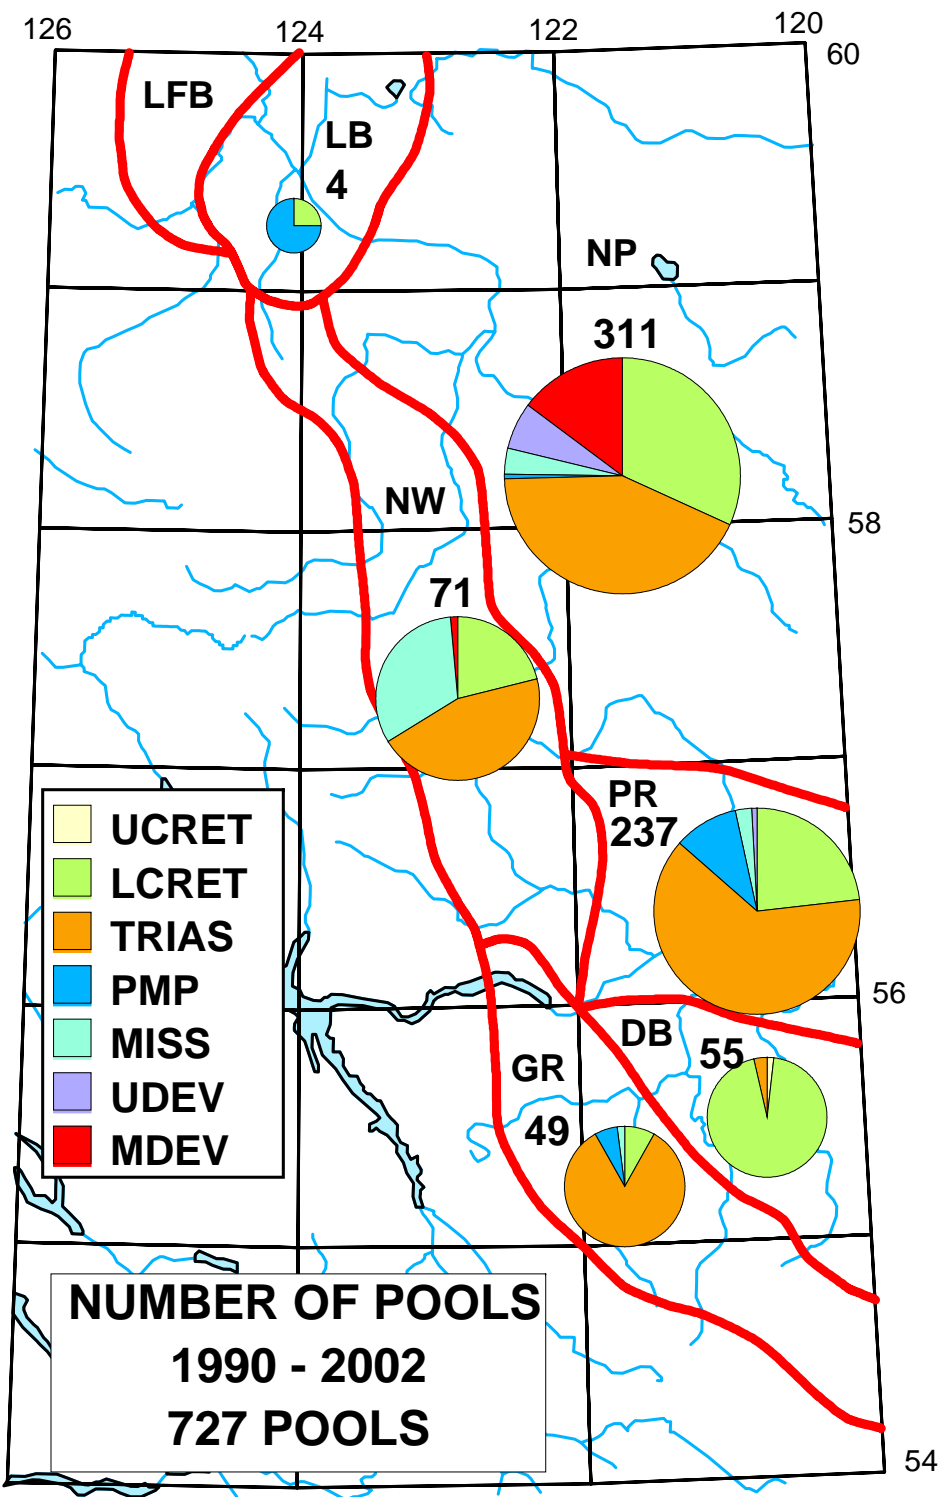 126
124
122
120
60
LFB
LB
4
NP
311
NW
58
71
PR
237
UCRET
LCRET
TRIAS
PMP
MISS
UDEV
MDEV
56
DB
55
GR
49
NUMBER OF POOLS
1990 - 2002
727 POOLS
54